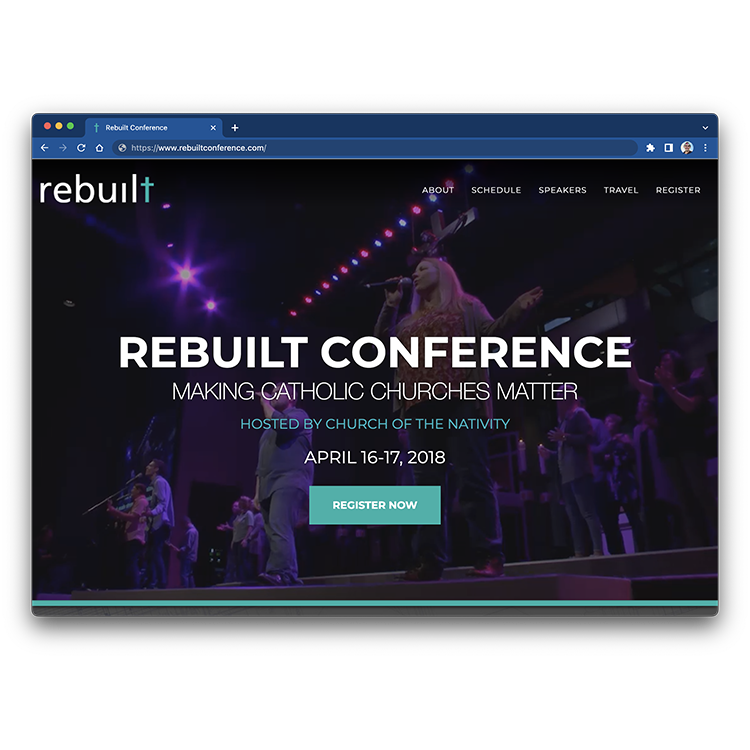 Rebuilt Conference
https://www.rebuiltconference.com/
rebuilt
ABOUT SCHEDULE SPEAKERS TRAVEL REGISTER
REBUILT CONFERENCE
MAKING CATHOLIC CHURCHES MATTER
HOSTED BY CHURCH OF THE NATIVITY
APRIL 16-17, 2018
REGISTER NOW